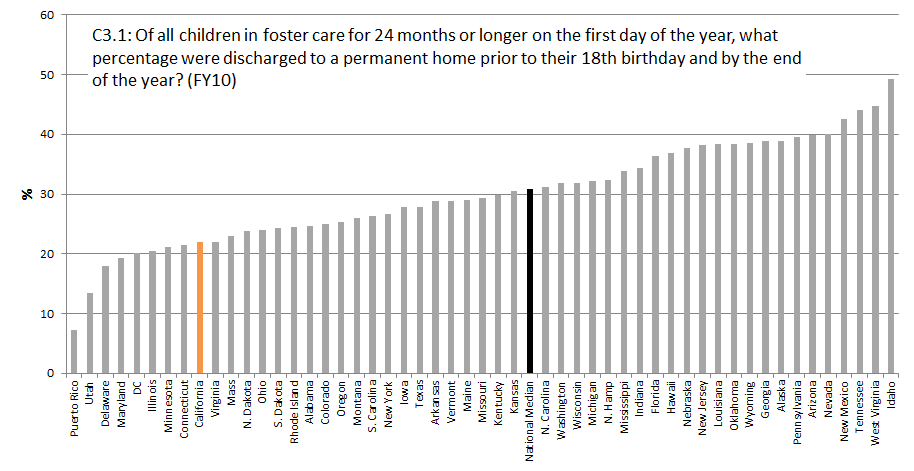 C3.1: Of all children in foster care for 24 months or longer on the first day of the year, what
percentage were discharged to a permanent home prior to their 18th birthday and by the end
of the year? (FY10)
60
50
40
30
20
10
0
%
Puerto Rico
Utah
Delaware
Maryland
DC
Illinois
Minnesota
Connecticut
California
Virginia
Mass
N. Dakota
Ohio
S. Dakota
Rhode Island
Alabama
Colorado
Oregon
Montana
S. Carolina
New York
Iowa
Texas
Arkansas
Vermont
Maine
Missouri
Kentucky
Kansas
National Median
N. Carolina
Washington
Wisconsin
Michigan
N. Hamp
Mississippi
Indiana
Florida
Hawaii
Nebraska
New Jersey
Louisiana
Oklahoma
Wyoming
Georgia
Alaska
Pennsylvania
Arizona
Nevada
New Mexico
Tennessee
West Virginia
Idaho